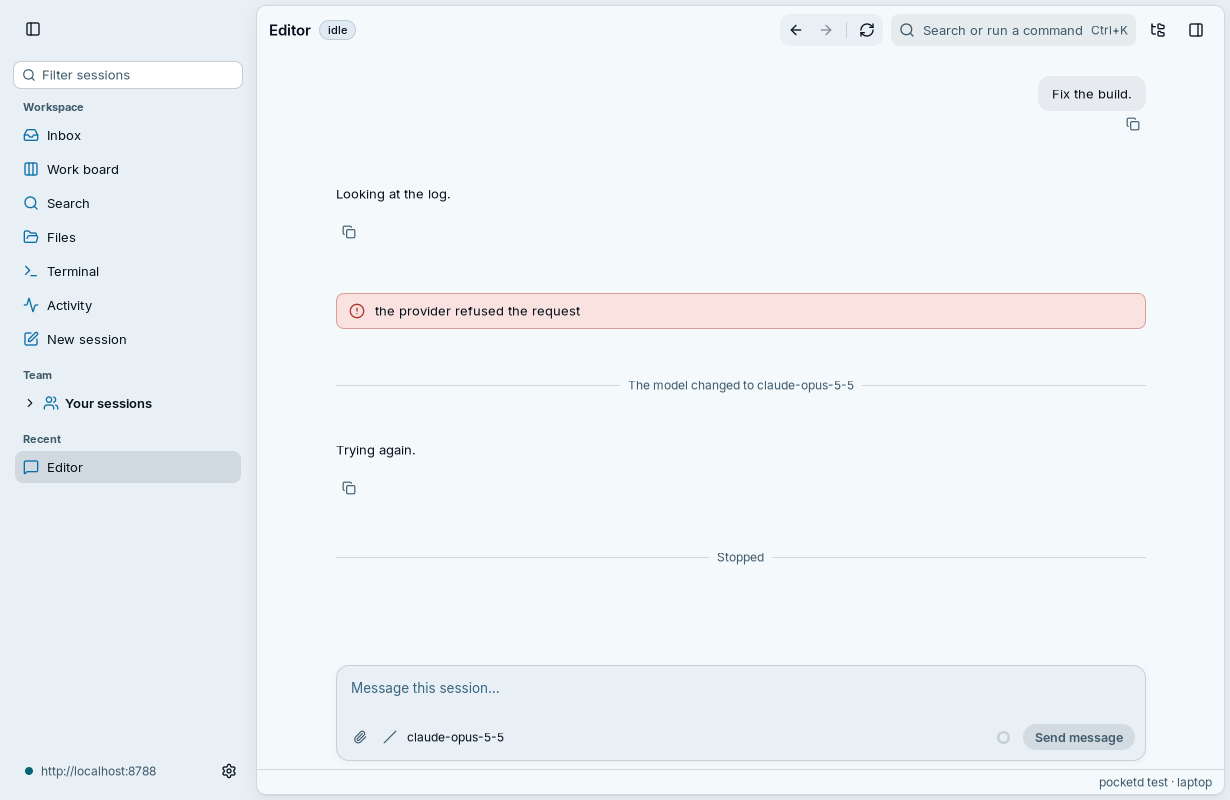 Editor
idle
Search or run a command
Ctrl+K
Filter sessions
Workspace
Inbox
Work board
Search
Files
Terminal
Activity
New session
Team
Your sessions
Recent
Editor
http://localhost:8788
Fix the build.
Looking at the log.
the provider refused the request
The model changed to claude-opus-5-5
Trying again.
Stopped
Message this session...
claude-opus-5-5
Send message
pocketd test · laptop